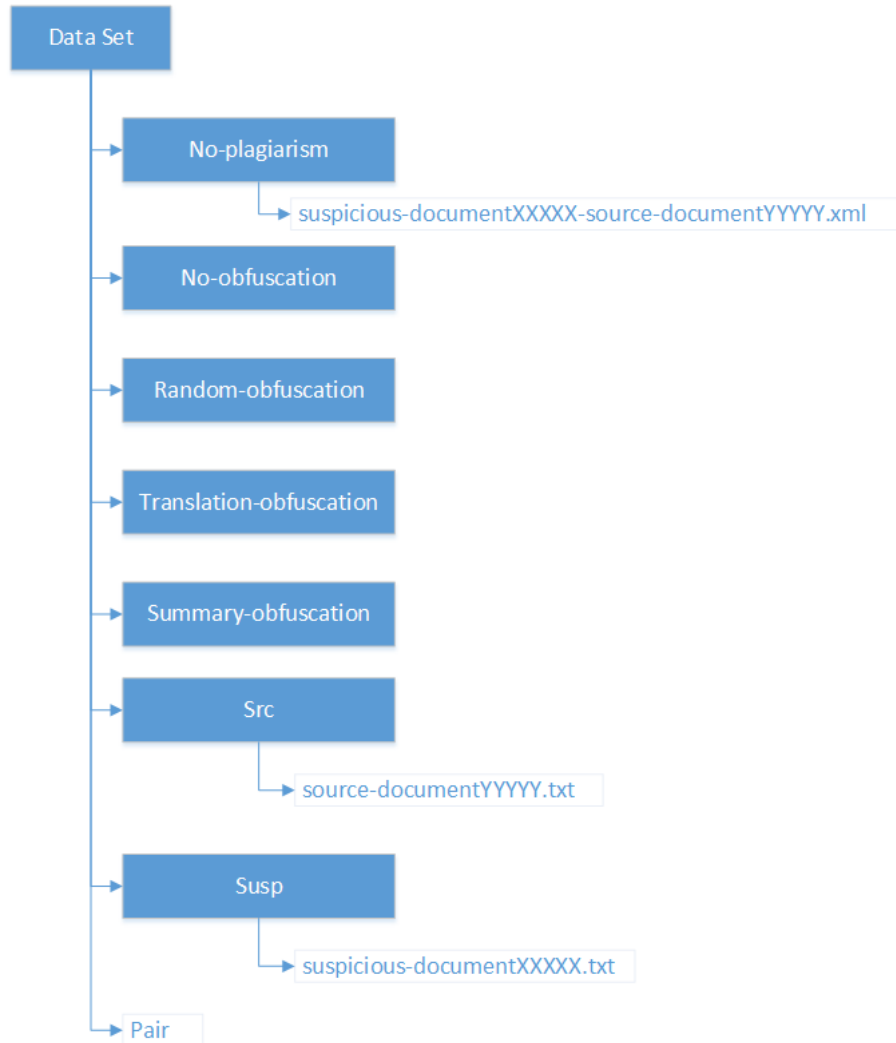 Data Set
No-plagiarism
suspicious-documentXXXXX-source-documentYYYYY.xml
No-obfuscation
Random-obfuscation
Translation-obfuscation
Summary-obfuscation
Src
source-documentYYYYY.txt
Susp
suspicious-documentXXXXX.txt
Pair